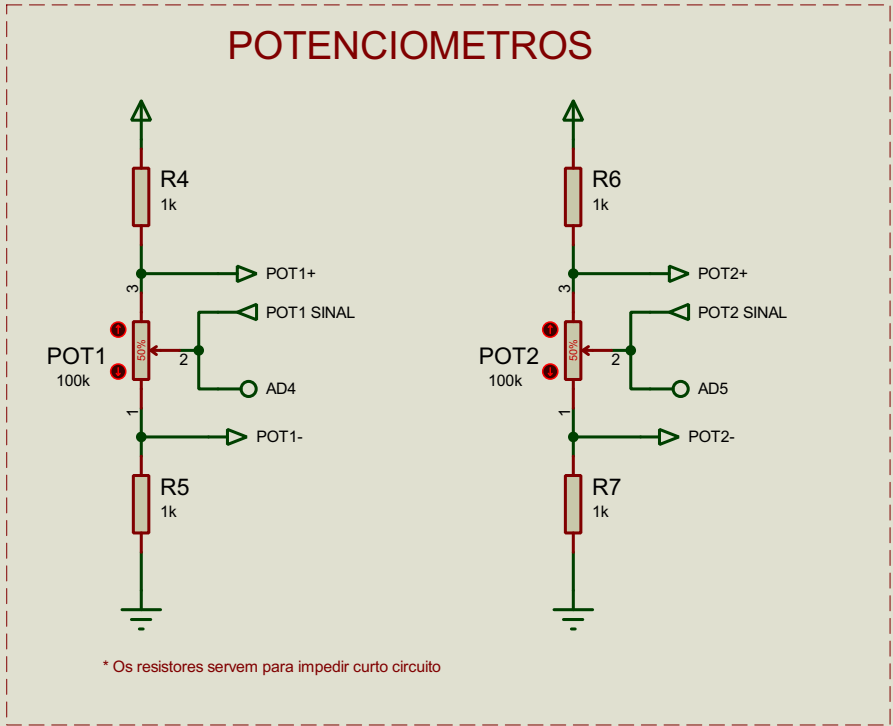 POTENCIOMETROS
R4
1k
POT1+
3
POT1 SINAL
POT1
100k
50%
2
AD4
1
POT1-
R5
1k
R6
1k
POT2+
3
POT2 SINAL
POT2
100k
50%
2
AD5
1
POT2-
R7
1k
* Os resistores servem para impedir curto circuito